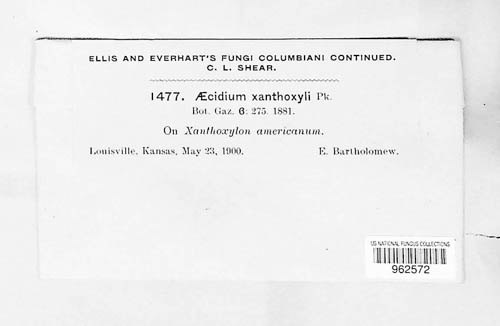 ELLIS AND EVERHART'S FUNGI COLUMBIANI CONTINUED.
C. L. SHEAR.
1477. Æcidium xanthoxyli Pk.
Bot. Gaz. 6: 275. 1881.
On Xanthoxylon americanum.
Louisville, Kansas, May 23, 1900. E. Bartholomew.
US NATIONAL FUNGUS COLLECTIONS
962572